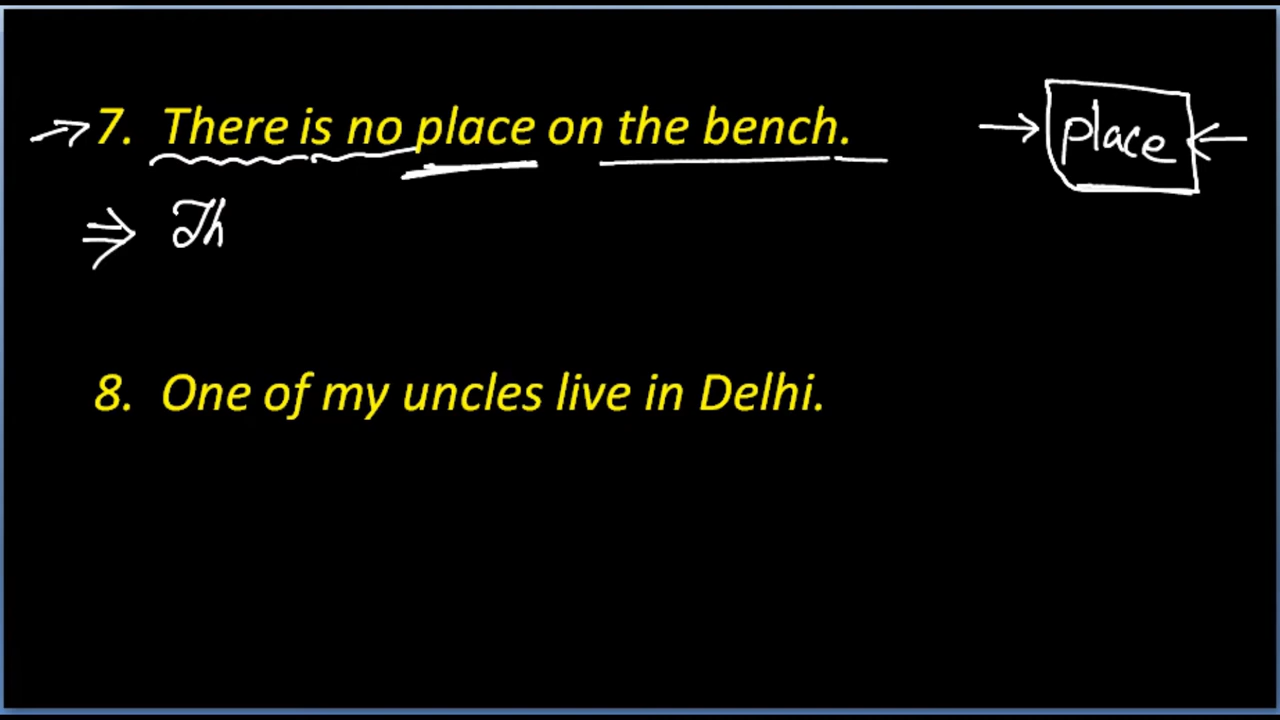 7. There is no place on the bench.
place
Th
8. One of my uncles live in Delhi.